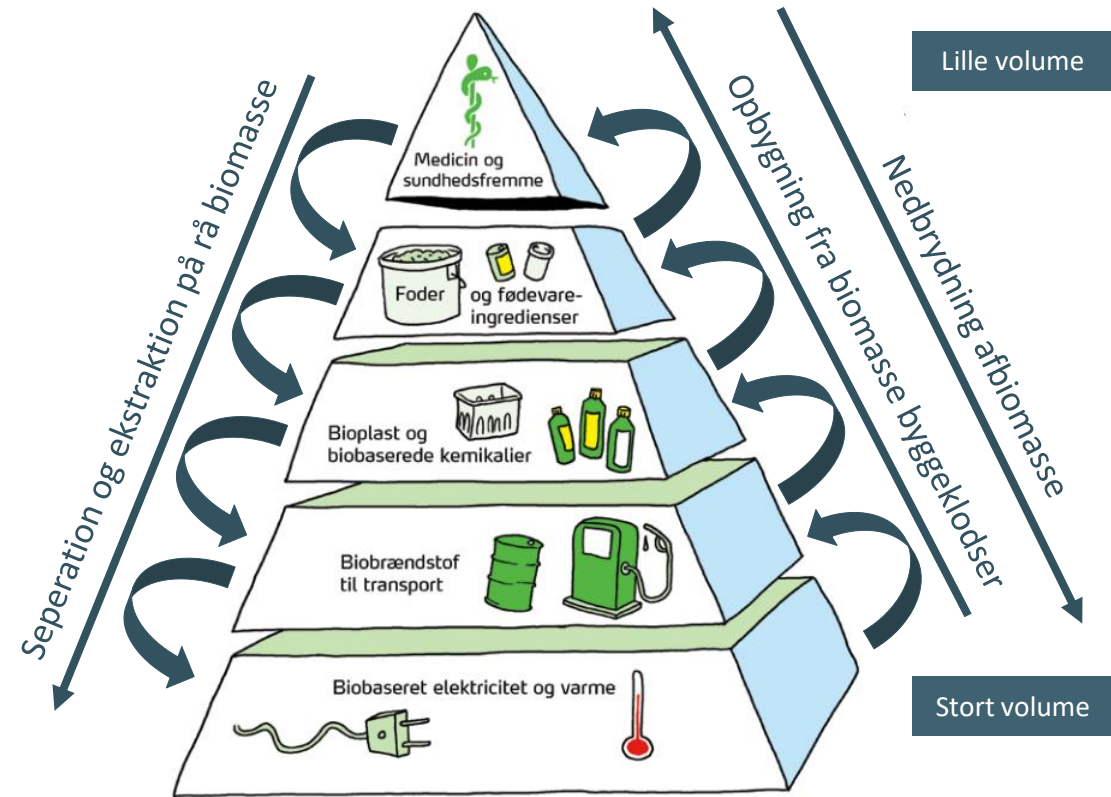 Lille volume
Seperation og ekstraktion på rå biomasse
Opbygning fra biomasse byggeklodser
Nedbrydning afbiomasse
Medicin og
sundhedsfremme
Foder
og fødevare-
ingredienser
Bioplast og
biobaserede kemikalier
Biobrændstof
til transport
Biobaseret elektricitet og varme
Stort volume